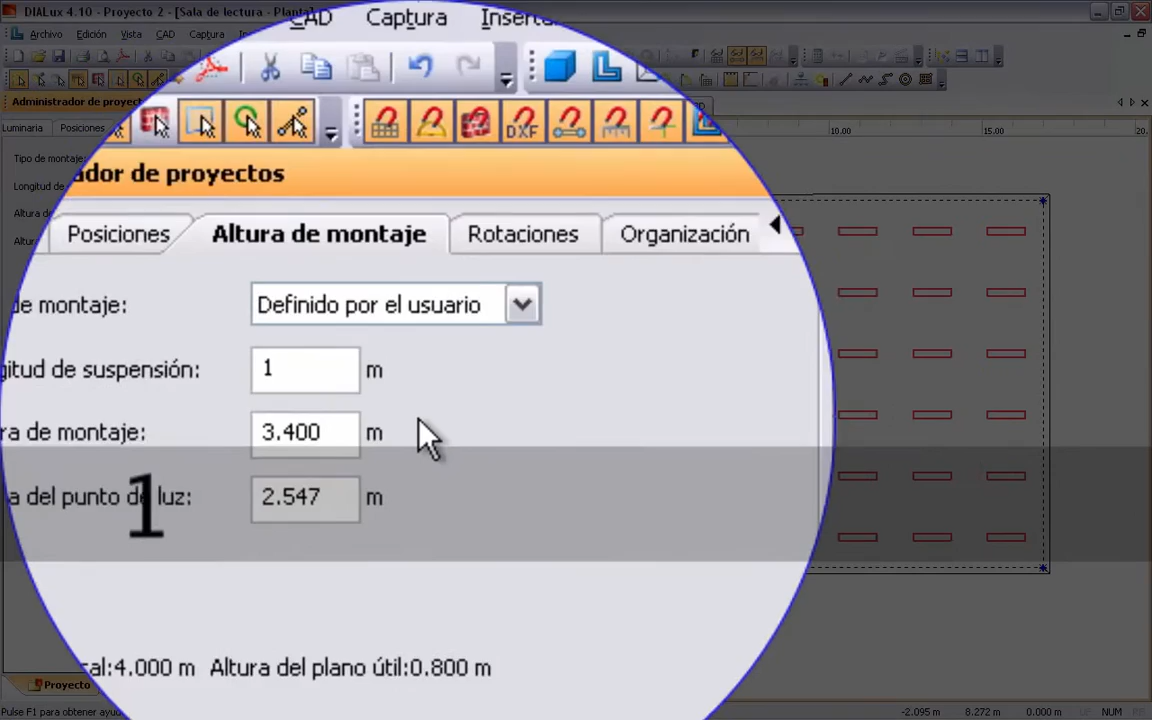 DIALux 4.10 - Proyecto 2 - [Sala de lectura - Planta]
Archivo Edición Vista CAD Captura
CAD Captura Inserta
DXF
Administrador de proyect
ador de proyectos
Luminaria Posiciones
Posiciones Altura de montaje Rotaciones Organización
10.00 15.00 20.
Tipo de montaje:
de montaje: Definido por el usuario
Longitud de
gitud de suspensión: 1 m
Altura d
ra de montaje: 3.400 m
Altu
a del punto de luz: 2.547 m
1
al:4.000 m Altura del plano útil:0.800 m
Proyecto
Pulse F1 para obtener ayu
-2.095 m 8.272 m 0.000 m NUM